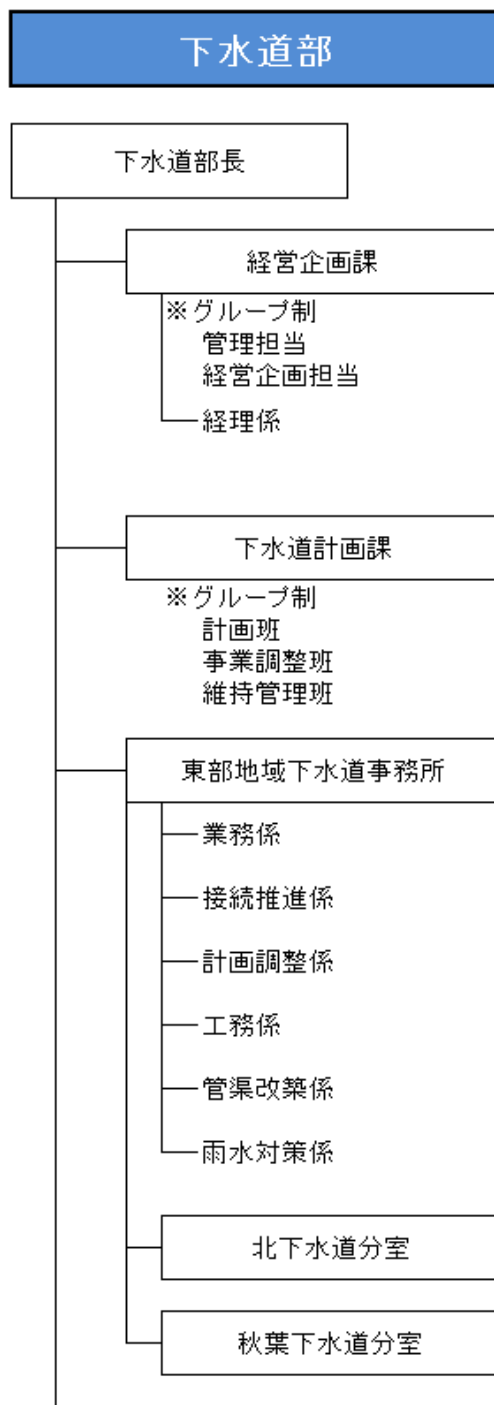 下水道部
下水道部長
経営企画課
※グループ制
管理担当
経営企画担当
経理係
下水道計画課
※グループ制
計画班
事業調整班
維持管理班
東部地域下水道事務所
業務係
接続推進係
計画調整係
工務係
管渠改築係
雨水対策係
北下水道分室
秋葉下水道分室